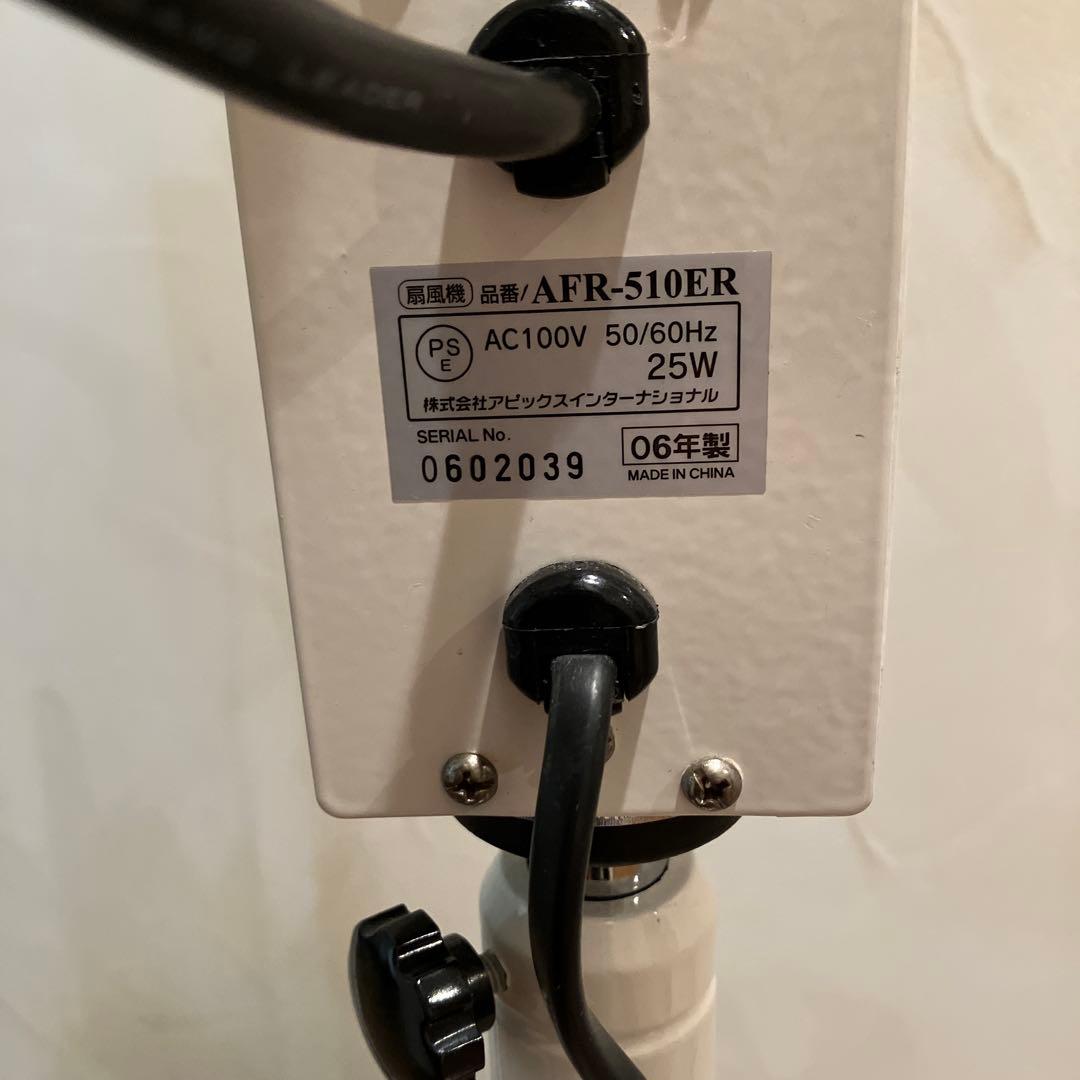 LEADER
扇風機 品番/AFR-510ER
PS
E
AC100V 50/60Hz
25W
株式会社アピックスインターナショナル
SERIAL No.
0602039
06年製
MADE IN CHINA